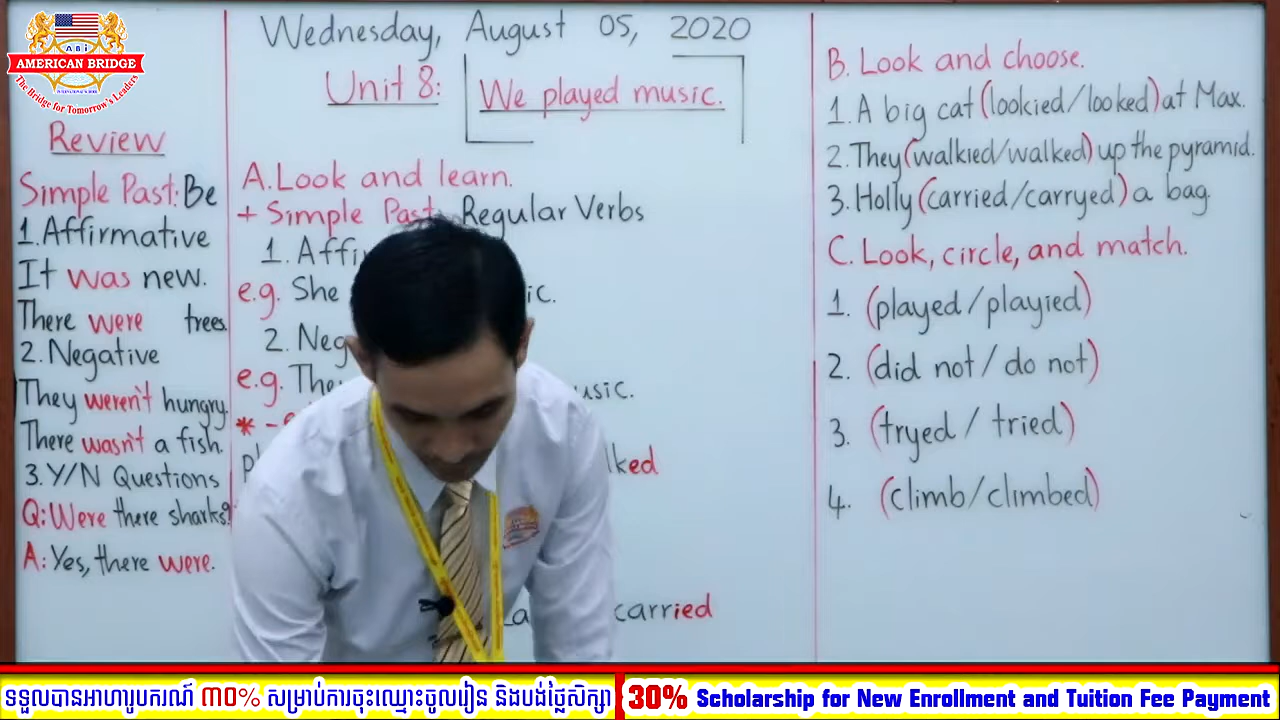 ABI
AMERICAN BRIDGE
INTERNATIONAL SCHOOL
The Bridge for Tomorrow's Leaders
Wednesday, August 05, 2020
Unit 8: We played music.
Review
Simple Past: Be
1. Affirmative
It was new.
There were trees.
2. Negative
They weren't hungry.
There wasn't a fish.
3. Y/N Questions
Q: Were there sharks?
A: Yes, there were.
A. Look and learn.
+ Simple Past: Regular Verbs
1. Affi
e.g. She ic.
2. Neg
e.g. The usic.
* -
lked
carried
B. Look and choose.
1. A big cat (lookied/looked) at Max.
2. They (walkied/walked) up the pyramid.
3. Holly (carried/carryed) a bag.
C. Look, circle, and match.
1. (played / playied)
2. (did not / do not)
3. (tryed / tried)
4. (climb/climbed)
ទទួលបានអាហារូបករណ៍ ៣០% សម្រាប់ការចុះឈ្មោះចូលរៀន និងបង់ថ្លៃសិក្សា
30% Scholarship for New Enrollment and Tuition Fee Payment